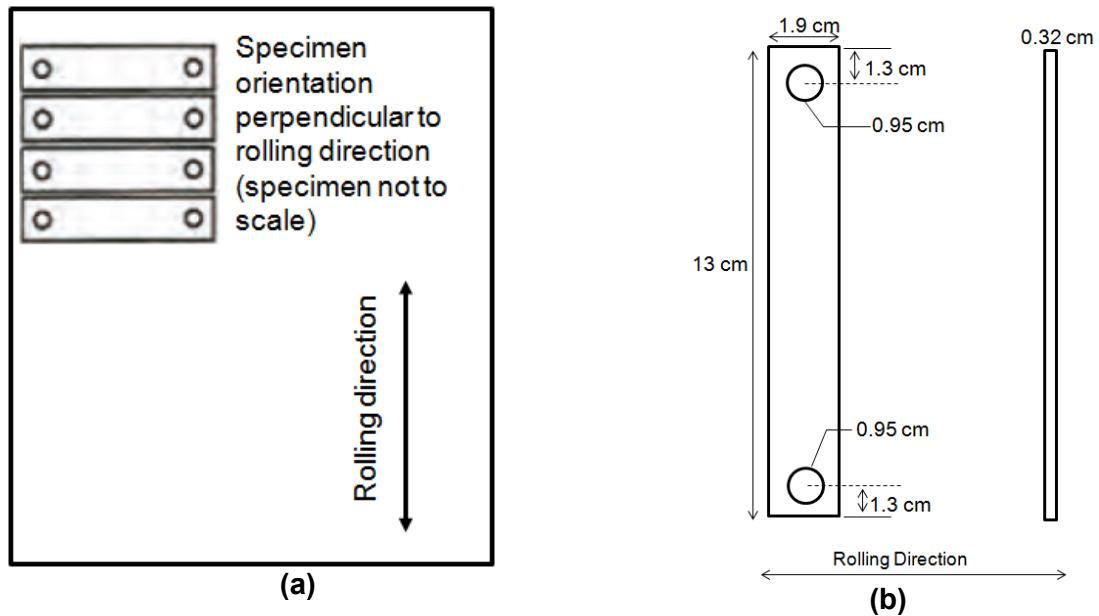 Specimen
orientation
perpendicular to
rolling direction
(specimen not to
scale)
Rolling direction
(a)
1.9 cm
0.32 cm
1.3 cm
0.95 cm
13 cm
0.95 cm
1.3 cm
Rolling Direction
(b)